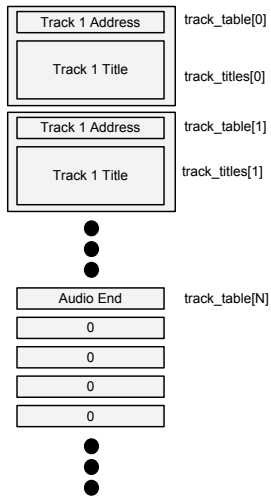 Track 1 Address track_table[0]
Track 1 Title track_titles[0]
Track 1 Address track_table[1]
Track 1 Title track_titles[1]
Audio End track_table[N]
0
0
0
0